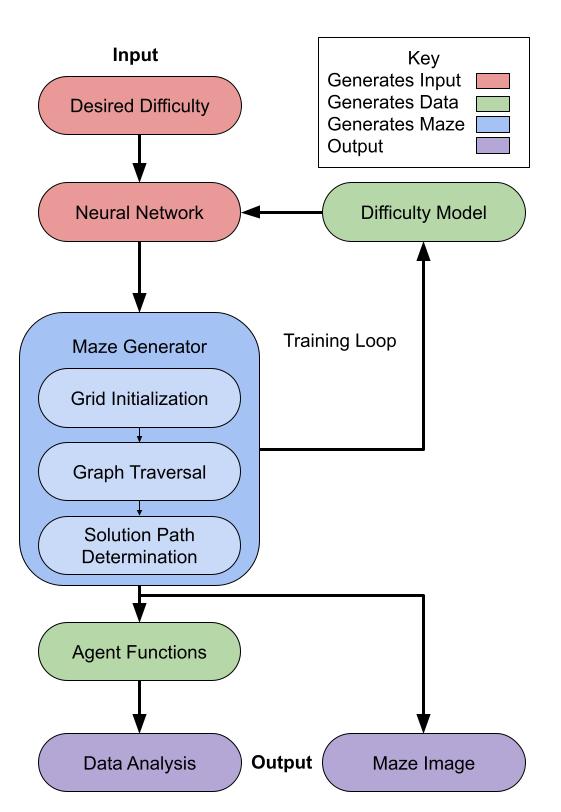 Input
Desired Difficulty
Key
Generates Input
Generates Data
Generates Maze
Output
Neural Network
Difficulty Model
Maze Generator
Training Loop
Grid Initialization
Graph Traversal
Solution Path
Determination
Agent Functions
Data Analysis
Output
Maze Image